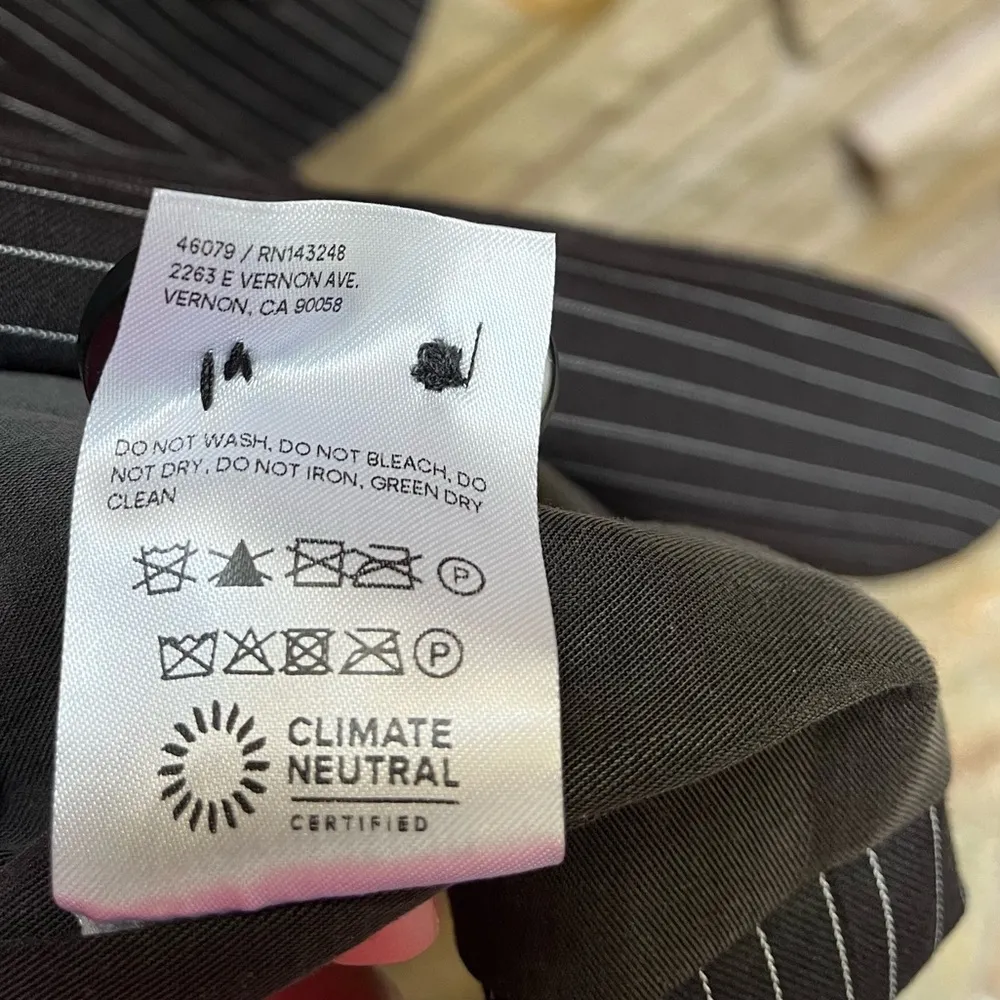 46079 / RN143248
2263 E VERNON AVE.
VERNON, CA 90058
DO NOT WASH, DO NOT BLEACH, DO
NOT DRY, DO NOT IRON, GREEN DRY
CLEAN
P
P
CLIMATE
NEUTRAL
CERTIFIED